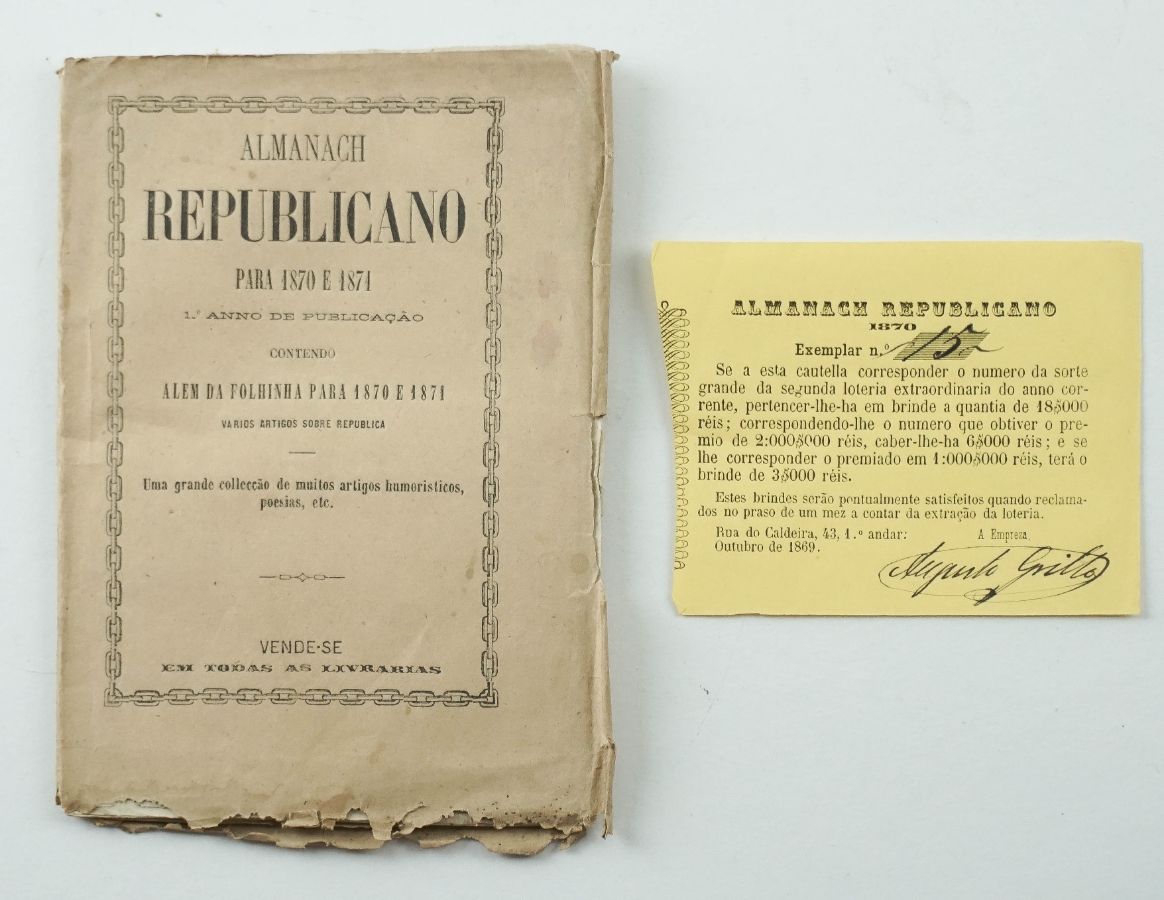 ALMANACH
REPUBLICANO
PARA 1870 E 1871
1.º ANNO DE PUBLICAÇÃO
CONTENDO
ALEM DA FOLHINHA PARA 1870 E 1871
VARIOS ARTIGOS SOBRE REPUBLICA
Uma grande collecção de muitos artigos humoristicos,
poesias, etc.
VENDE-SE
EM TODAS AS LIVRARIAS
ALMANACH REPUBLICANO
1870
Exemplar n.º 15
Se a esta cautella corresponder o numero da sorte
grande da segunda loteria extraordinaria do anno cor-
rente, pertencer-lhe-ha em brinde a quantia de 18$000
réis; correspondendo-lhe o numero que obtiver o pre-
mio de 2:000$000 réis, caber-lhe-ha 6$000 réis; e se
lhe corresponder o premiado em 1:000$000 réis, terá o
brinde de 3$000 réis.
Estes brindes serão pontualmente satisfeitos quando reclama-
dos no praso de um mez a contar da extração da loteria.
Rua do Caldeira, 43, 1.º andar: A Empreza
Outubro de 1869.
Augusto